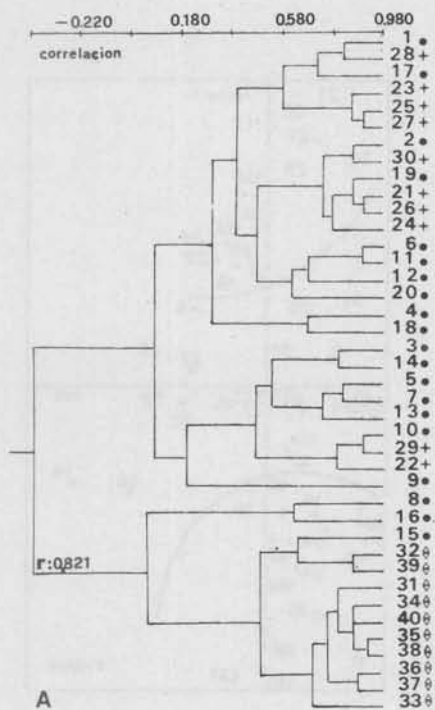 -0.220 0.180 0.580 0.980
correlacion
1 ●
28 +
17 ●
23 +
25 +
27 +
2 ●
30 +
19 ●
21 +
26 +
24 +
6 ●
11 ●
12 ●
20 ●
4 ●
18 ●
3 ●
14 ●
5 ●
7 ●
13 ●
10 ●
29 +
22 +
9 ●
8 ●
16 ●
15 ●
32 θ
39 θ
31 θ
34 θ
40 θ
35 θ
38 θ
36 θ
37 θ
33 θ
r:0.821
A